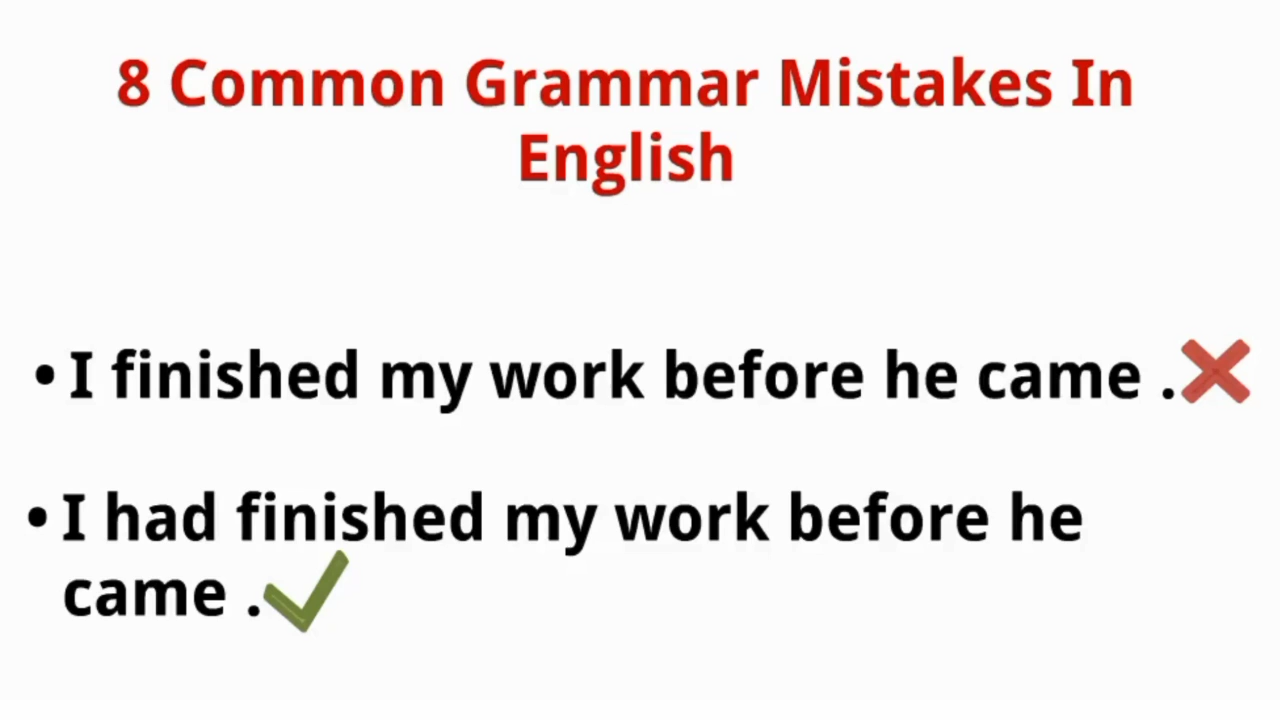 8 Common Grammar Mistakes In
English
• I finished my work before he came .
• I had finished my work before he
came .